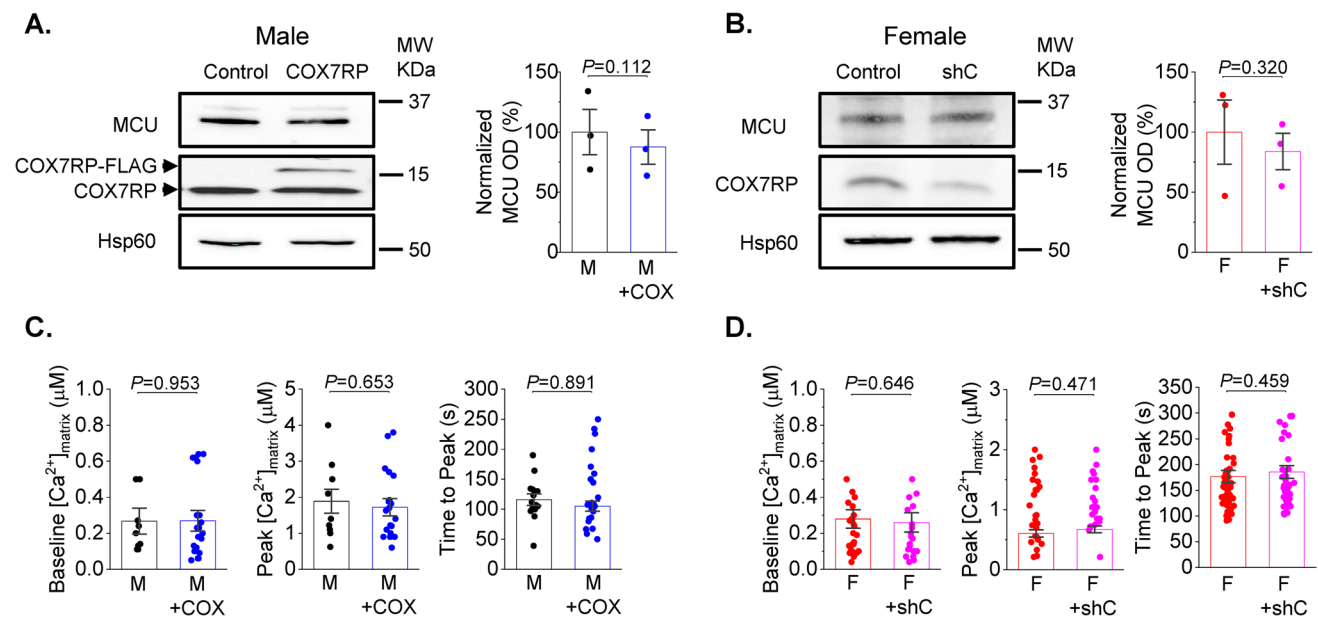 A.
Male
Control COX7RP
MW
KDa
MCU
37
COX7RP-FLAG
COX7RP
15
Hsp60
50
Normalized
MCU OD (%)
150
100
50
0
P=0.112
M M
+COX
B.
Female
Control shC
MW
KDa
MCU
37
COX7RP
15
Hsp60
50
Normalized
MCU OD (%)
150
100
50
0
P=0.320
F F
+shC
C.
Baseline [Ca2+]matrix (μM)
1.0
0.8
0.6
0.4
0.2
0.0
P=0.953
M M
+COX
Peak [Ca2+]matrix (μM)
5
4
3
2
1
0
P=0.653
M M
+COX
Time to Peak (s)
300
250
200
150
100
50
0
P=0.891
M M
+COX
D.
Baseline [Ca2+]matrix (μM)
1.0
0.8
0.6
0.4
0.2
0.0
P=0.646
F F
+shC
Peak [Ca2+]matrix (μM)
3
2
1
0
P=0.471
F F
+shC
Time to Peak (s)
350
300
250
200
150
100
50
0
P=0.459
F F
+shC